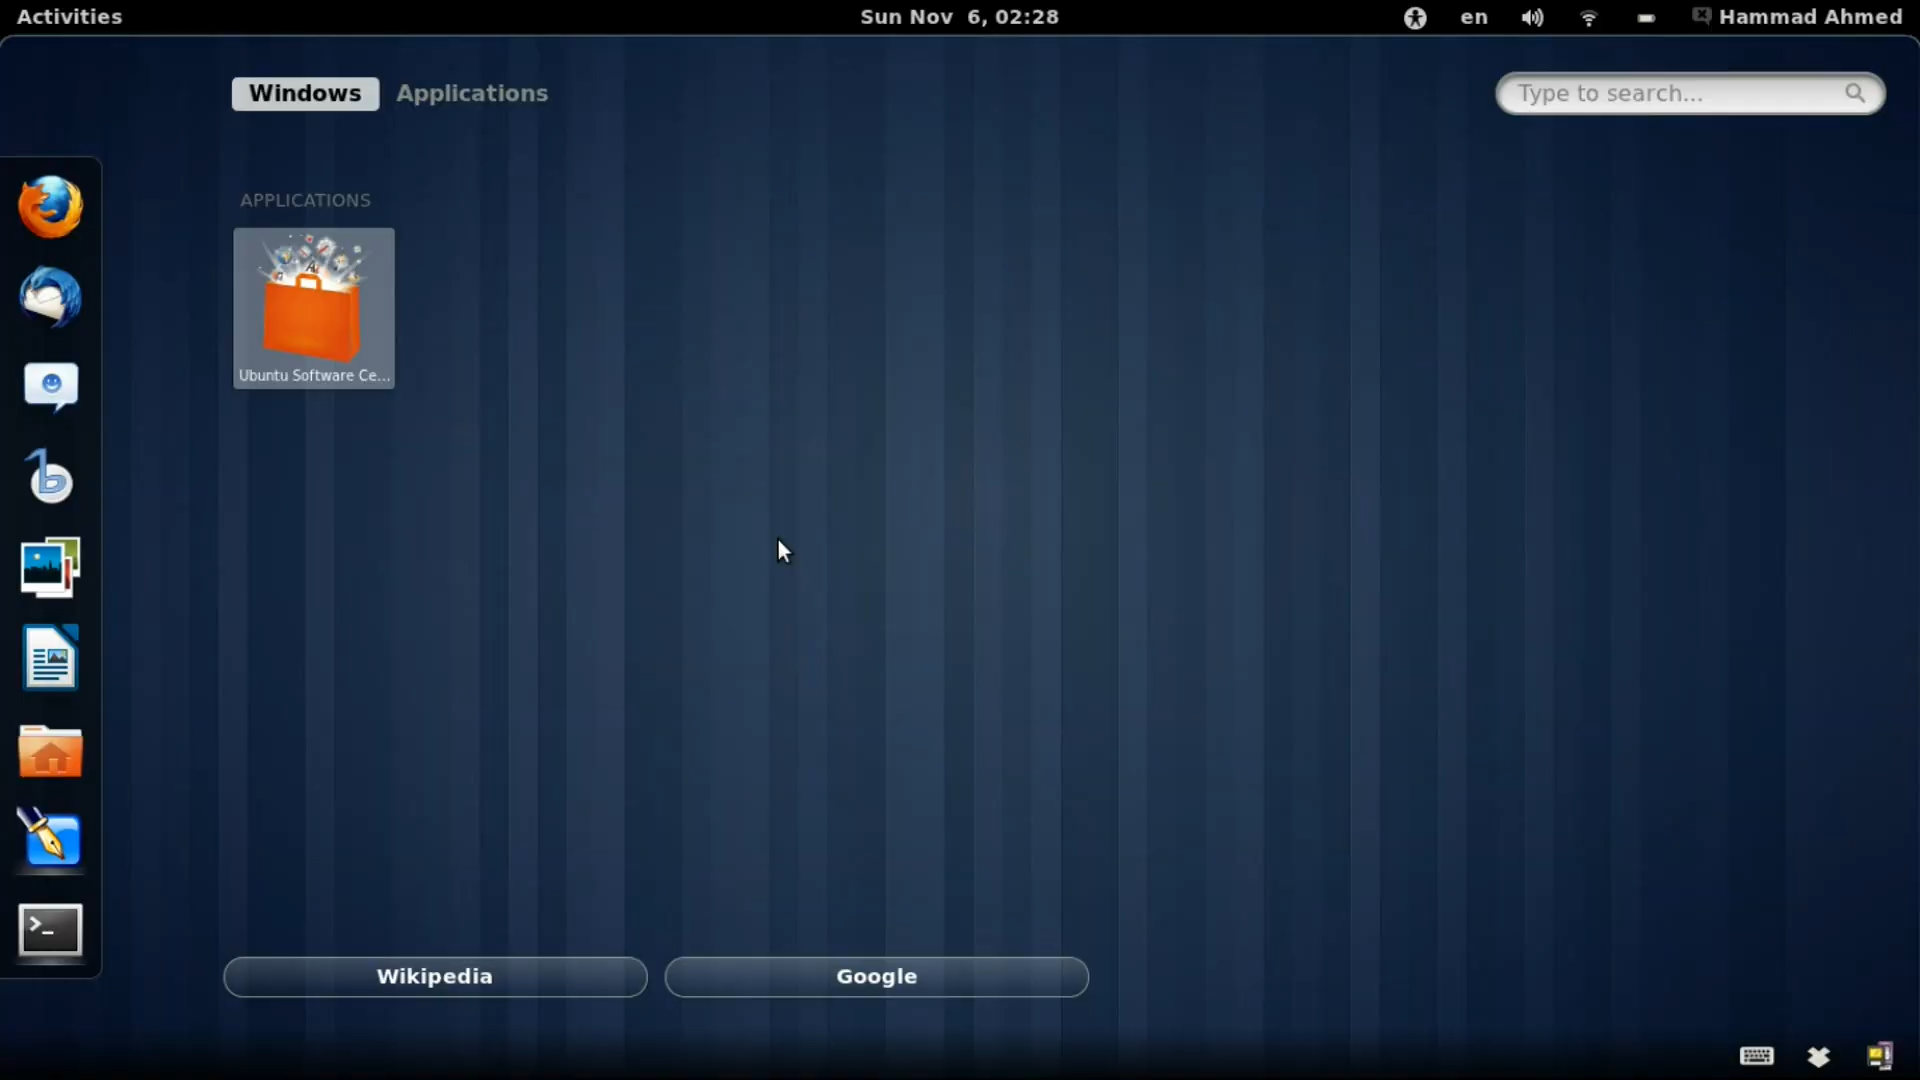 Activities
Sun Nov 6, 02:28
en
Hammad Ahmed
Windows
Applications
Type to search...
APPLICATIONS
Ubuntu Software Ce...
Wikipedia
Google